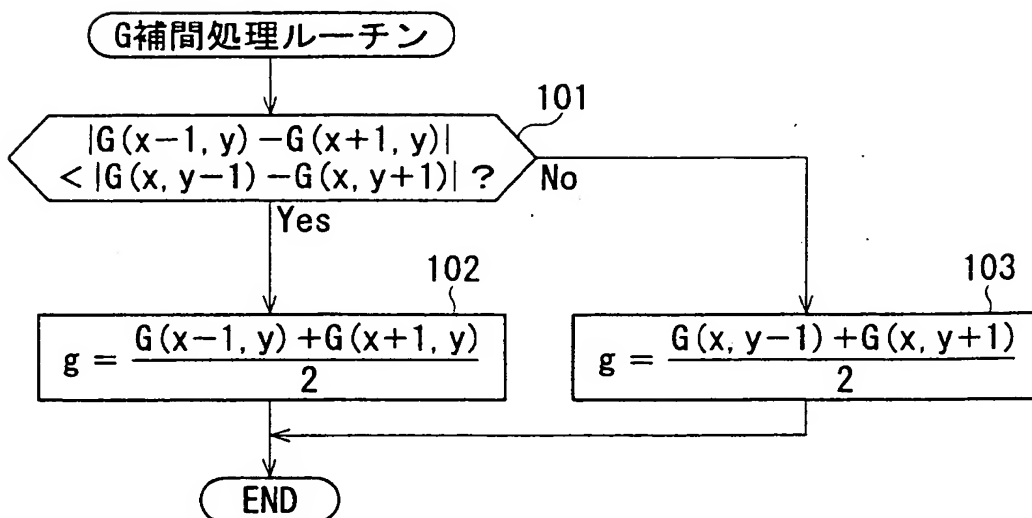 G補間処理ルーチン
101
|G(x−1, y)−G(x+1, y)|
< |G(x, y−1)−G(x, y+1)| ?
No
Yes
102
g = G(x−1, y)+G(x+1, y) / 2
103
g = G(x, y−1)+G(x, y+1) / 2
END